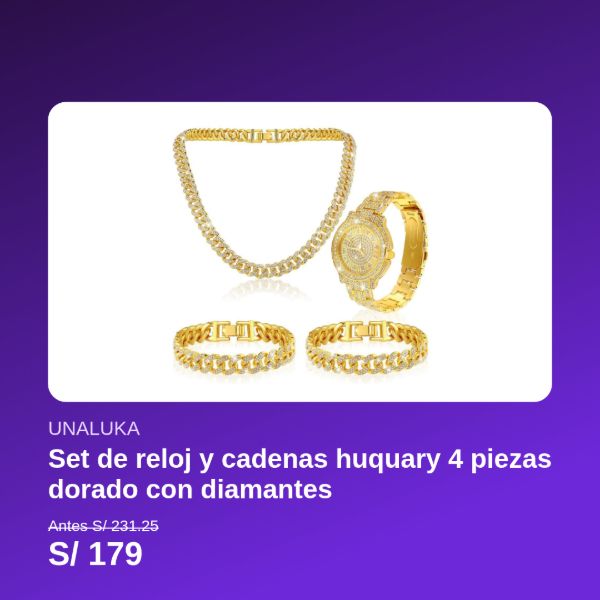 UNALUKA
Set de reloj y cadenas huquary 4 piezas
dorado con diamantes
Antes S/ 231.25
S/ 179